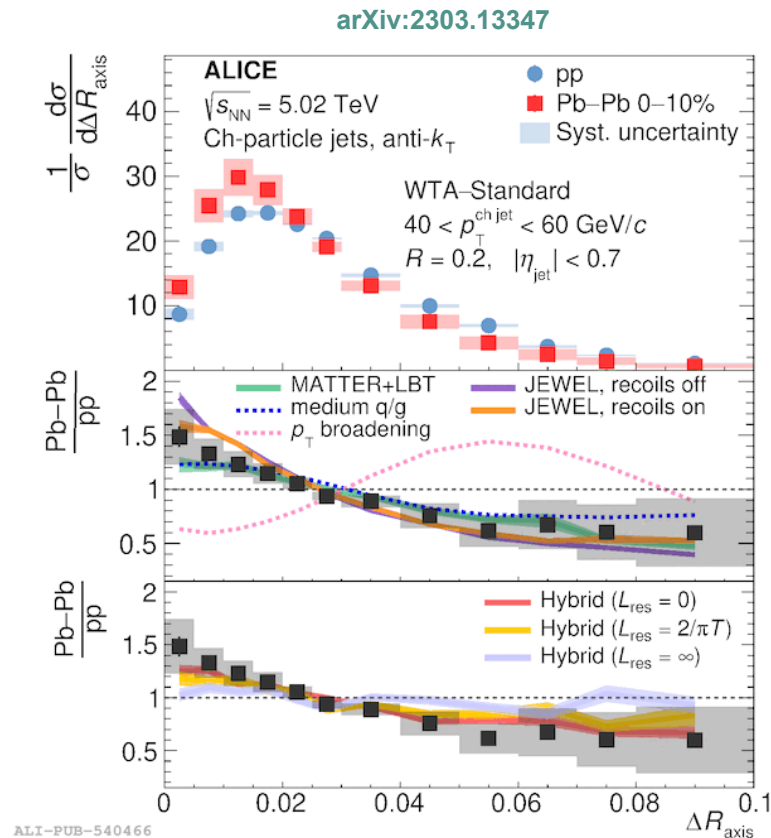 arXiv:2303.13347
ALICE
√sNN = 5.02 TeV
Ch-particle jets, anti-kT
pp
Pb–Pb 0–10%
Syst. uncertainty
WTA–Standard
40 < pT^ch jet < 60 GeV/c
R = 0.2, |ηjet| < 0.7
1/σ dσ/dΔRaxis
40
30
20
10
Pb–Pb/pp
2
1.5
1
0.5
MATTER+LBT
medium q/g
pT broadening
JEWEL, recoils off
JEWEL, recoils on
Pb–Pb/pp
2
1.5
1
0.5
Hybrid (Lres = 0)
Hybrid (Lres = 2/πT)
Hybrid (Lres = ∞)
0 0.02 0.04 0.06 0.08 0.1
ΔRaxis
ALI-PUB-540466